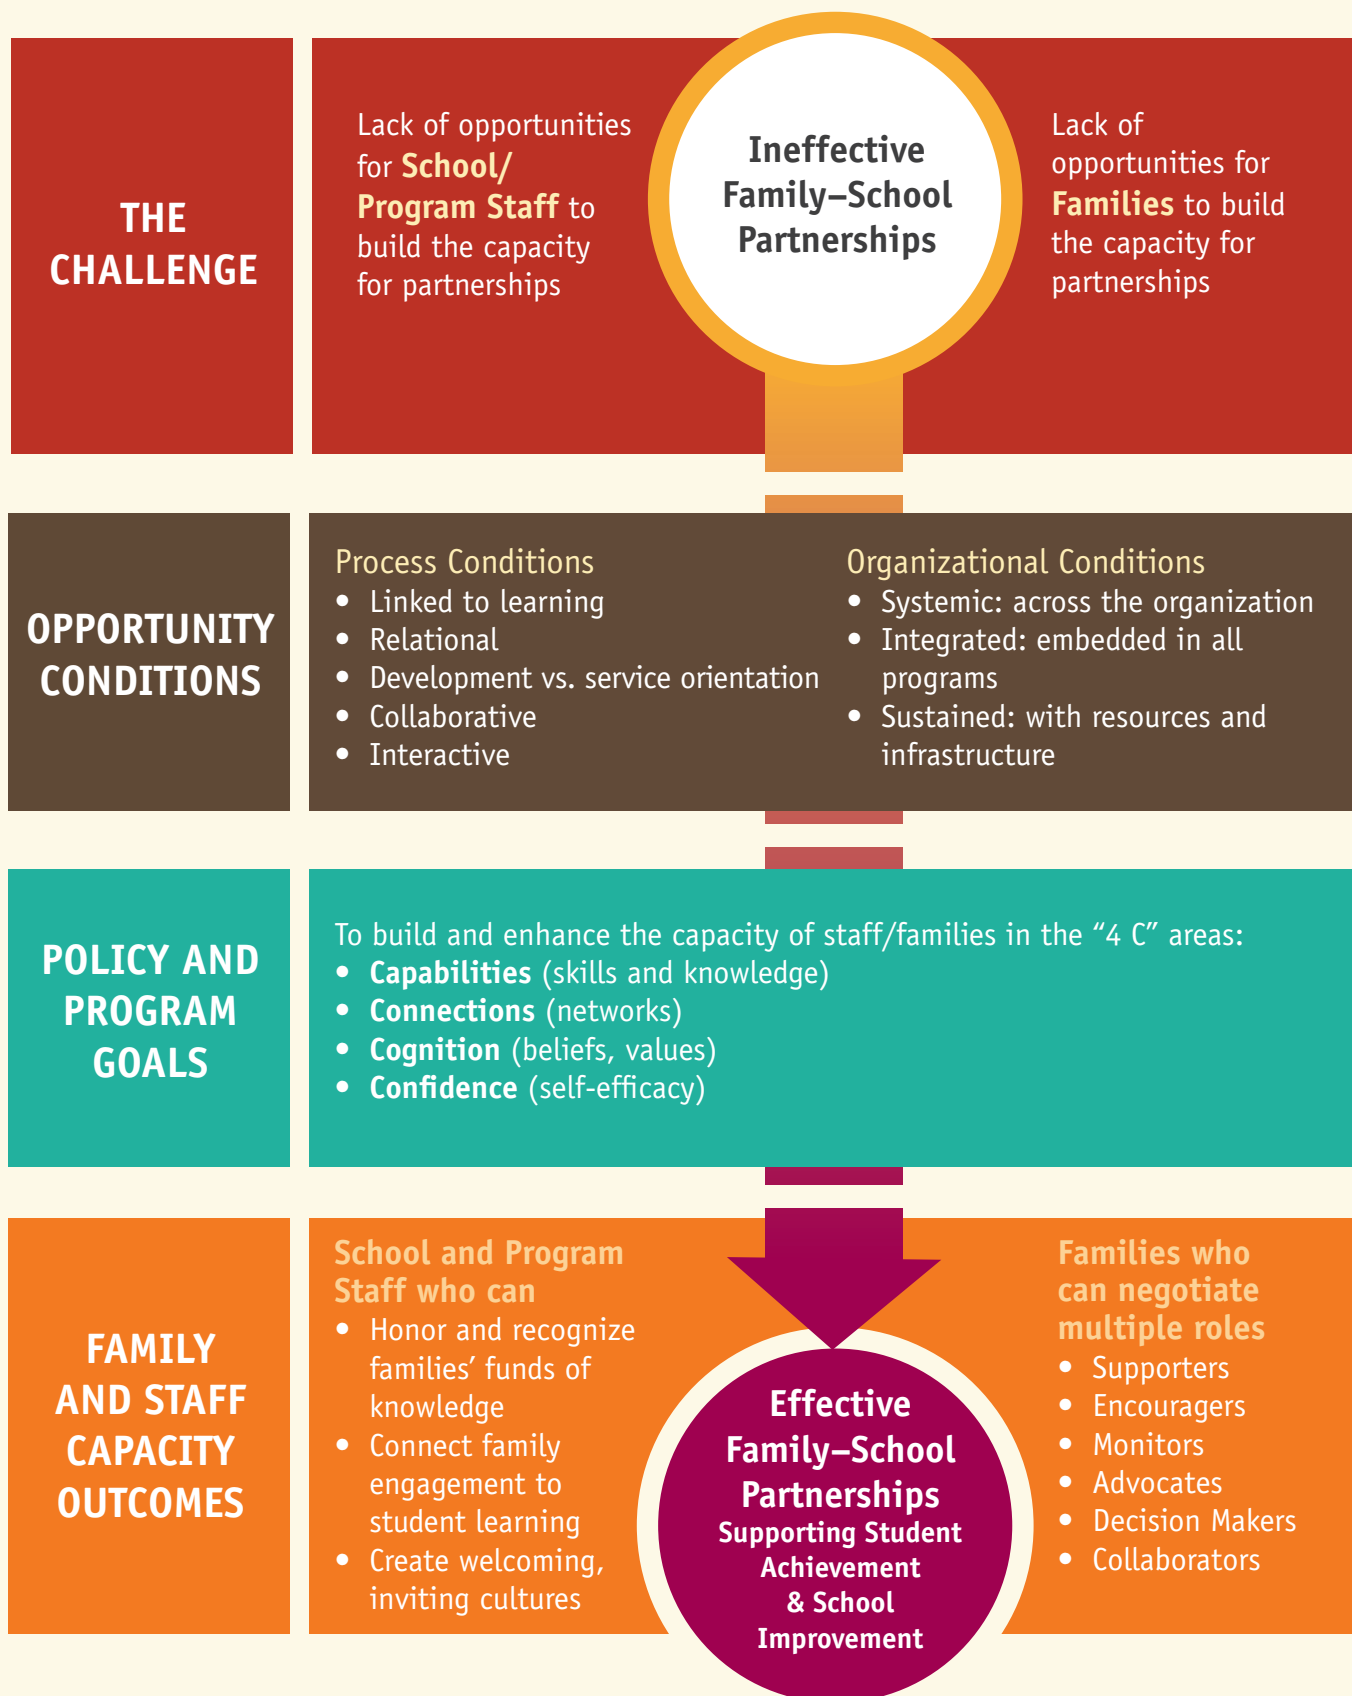 THE
CHALLENGE
Lack of opportunities
for School/
Program Staff to
build the capacity
for partnerships
Ineffective
Family–School
Partnerships
Lack of
opportunities for
Families to build
the capacity for
partnerships
OPPORTUNITY
CONDITIONS
Process Conditions
• Linked to learning
• Relational
• Development vs. service orientation
• Collaborative
• Interactive
Organizational Conditions
• Systemic: across the organization
• Integrated: embedded in all
programs
• Sustained: with resources and
infrastructure
POLICY AND
PROGRAM
GOALS
To build and enhance the capacity of staff/families in the “4 C” areas:
• Capabilities (skills and knowledge)
• Connections (networks)
• Cognition (beliefs, values)
• Confidence (self-efficacy)
FAMILY
AND STAFF
CAPACITY
OUTCOMES
School and Program
Staff who can
• Honor and recognize
families’ funds of
knowledge
• Connect family
engagement to
student learning
• Create welcoming,
inviting cultures
Effective
Family–School
Partnerships
Supporting Student
Achievement
& School
Improvement
Families who
can negotiate
multiple roles
• Supporters
• Encouragers
• Monitors
• Advocates
• Decision Makers
• Collaborators